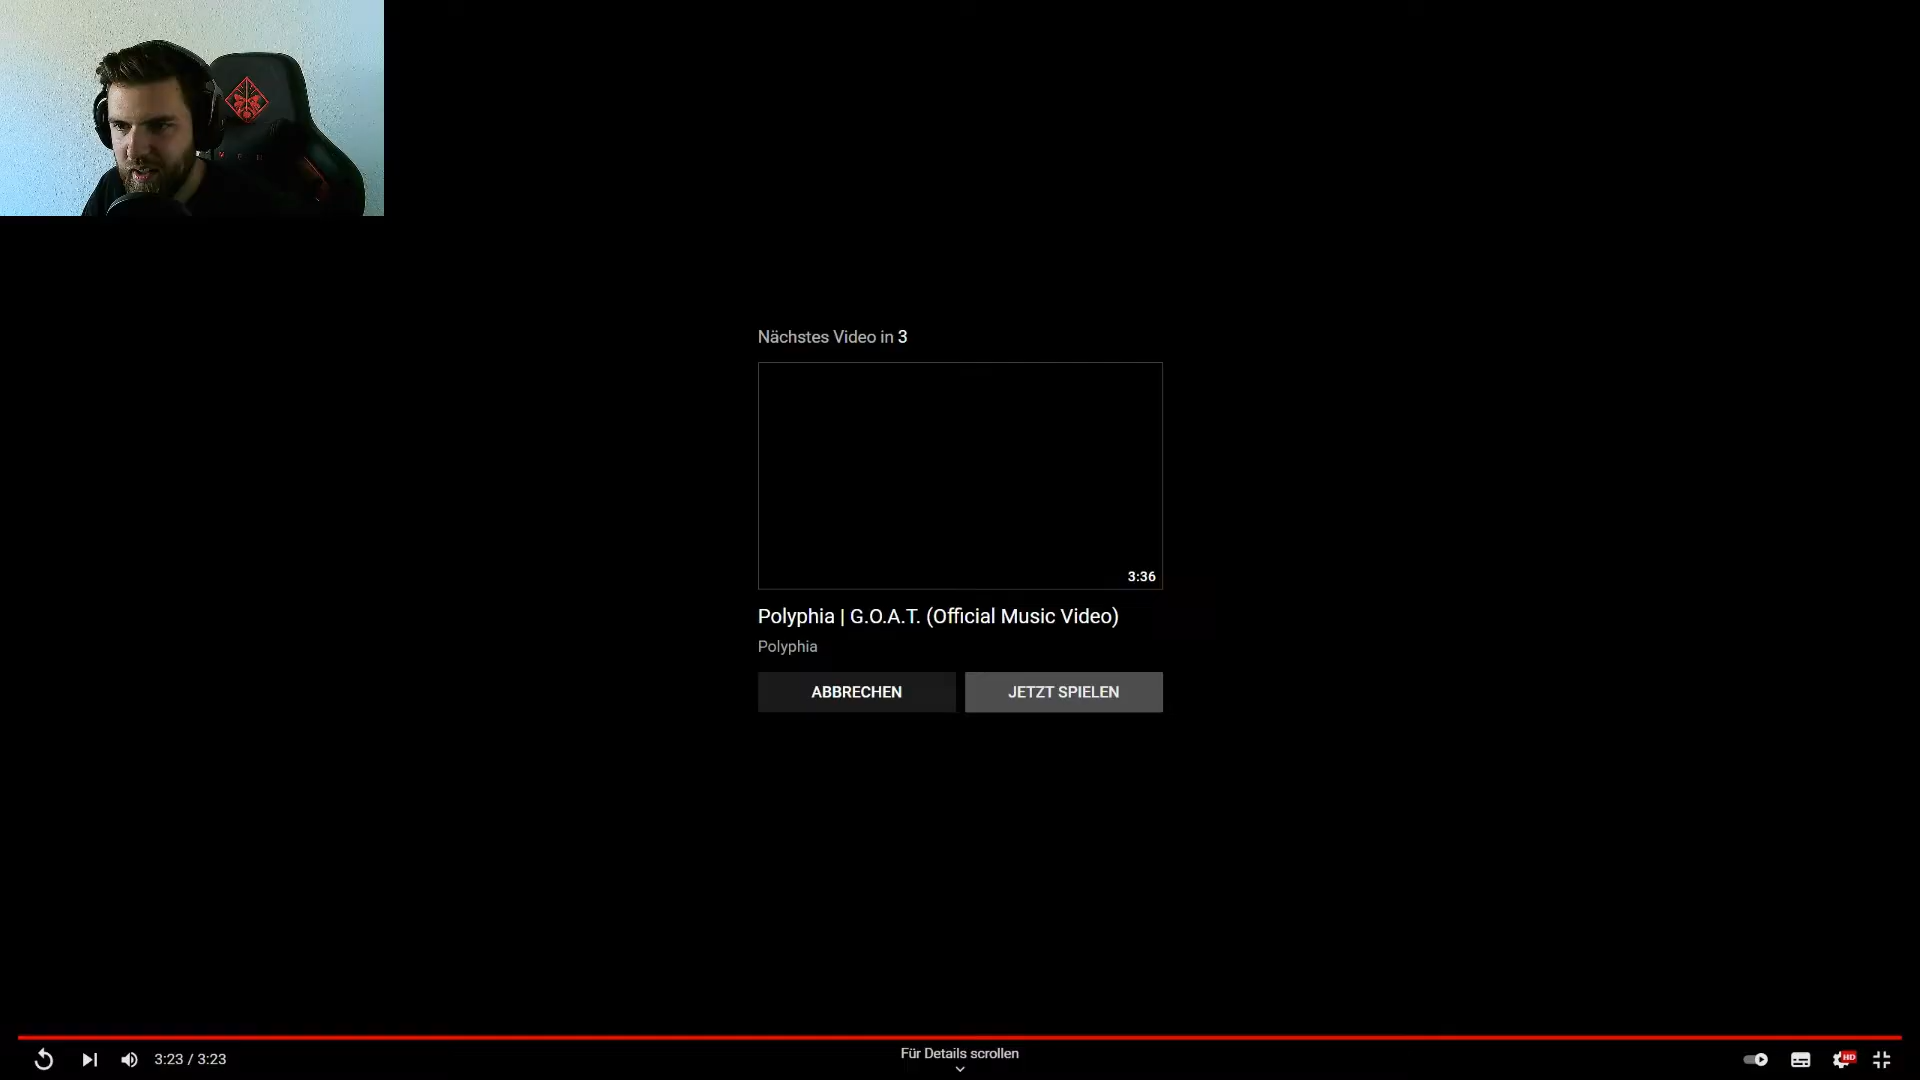 Nächstes Video in 3
3:36
Polyphia | G.O.A.T. (Official Music Video)
Polyphia
ABBRECHEN
JETZT SPIELEN
Für Details scrollen
3:23 / 3:23
HD